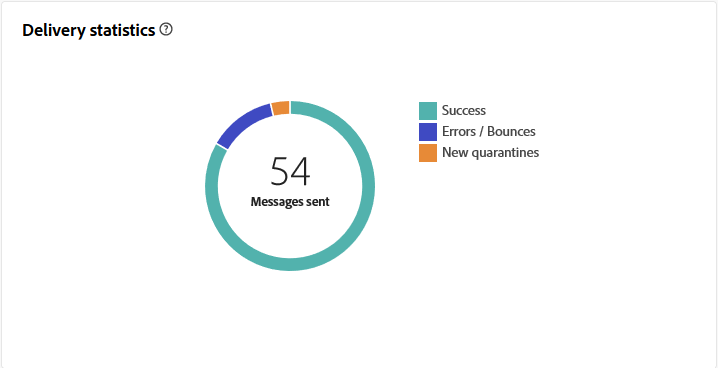 Delivery statistics ?
Success
Errors / Bounces
New quarantines
54
Messages sent